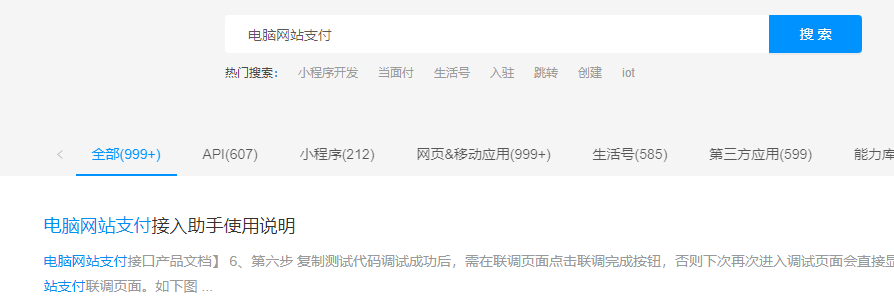 电脑网站支付 搜 索
热门搜索: 小程序开发 当面付 生活号 入驻 跳转 创建 iot
< 全部(999+) API(607) 小程序(212) 网页&移动应用(999+) 生活号(585) 第三方应用(599) 能力库
电脑网站支付接入助手使用说明
电脑网站支付接口产品文档】 6、第六步 复制测试代码调试成功后，需在联调页面点击联调完成按钮，否则下次再次进入调试页面会直接显
站支付联调页面。如下图 ...